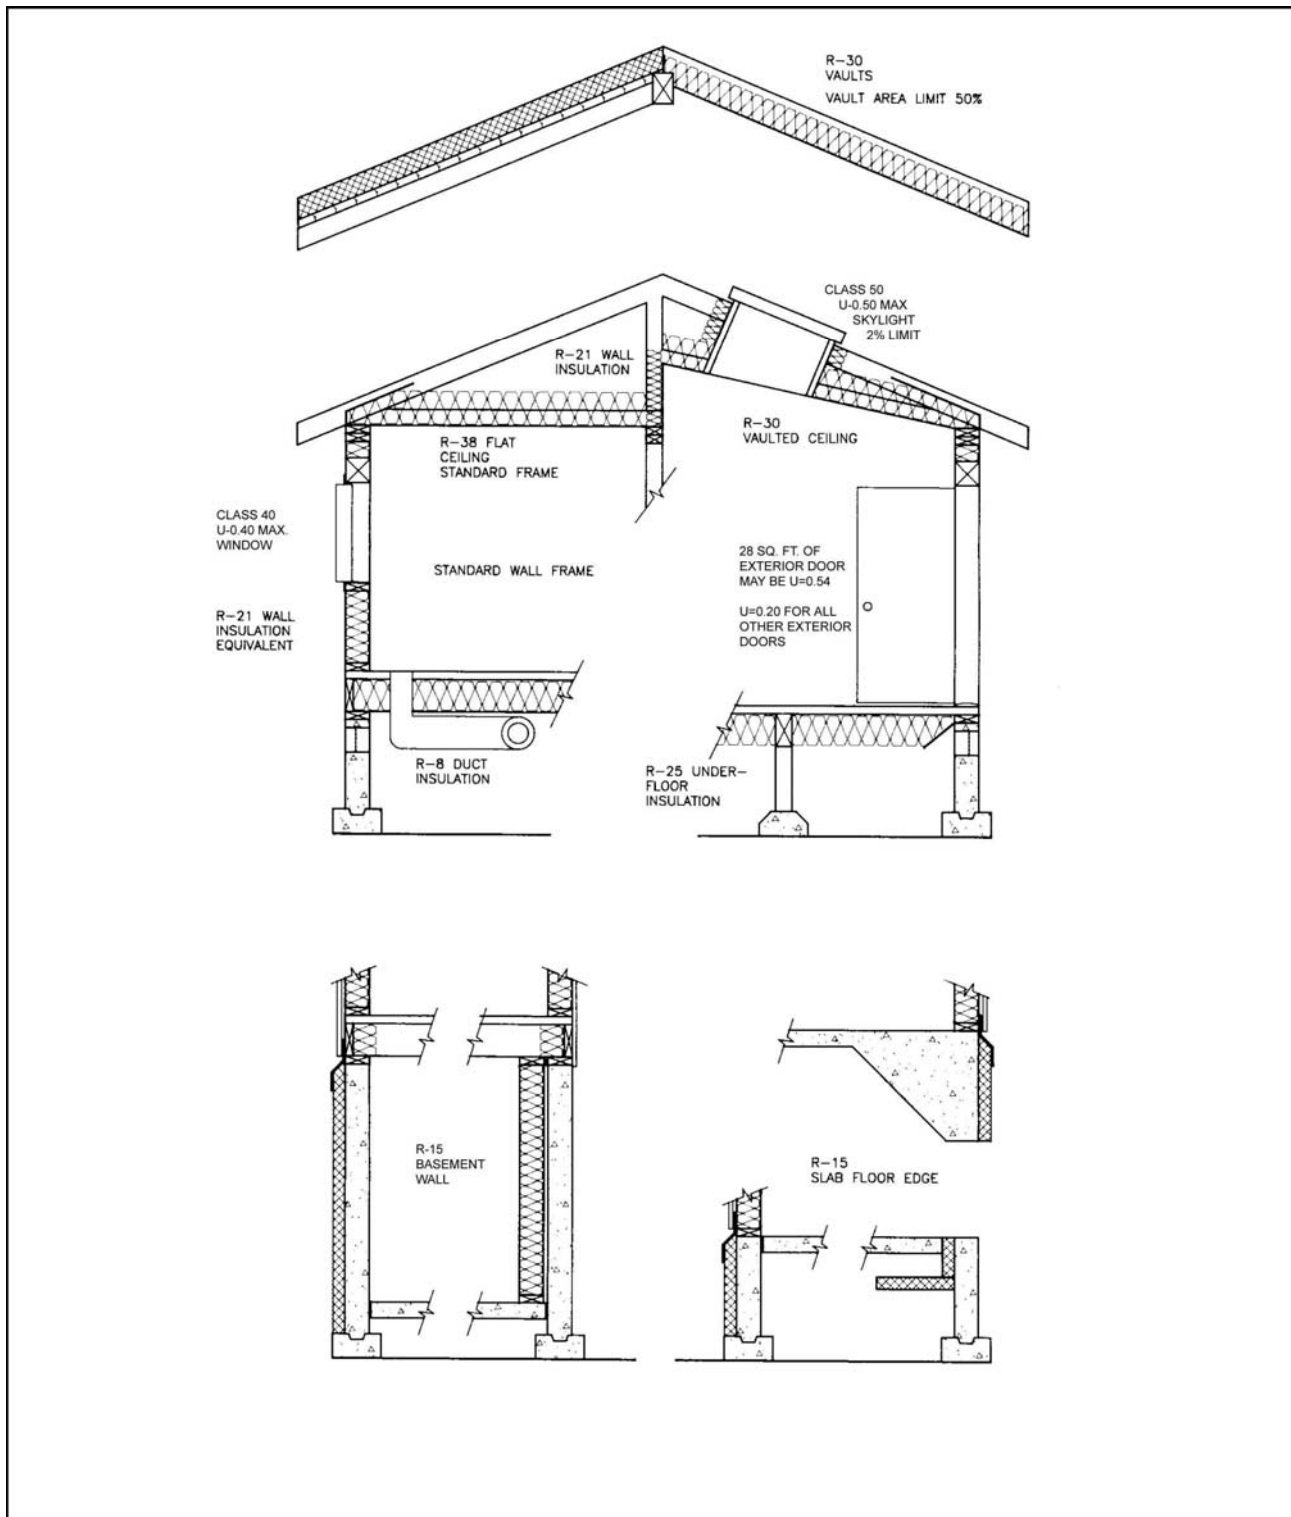 R-30
VAULTS
VAULT AREA LIMIT 50%
CLASS 50
U-0.50 MAX
SKYLIGHT
2% LIMIT
R-21 WALL
INSULATION
R-30
VAULTED CEILING
R-38 FLAT
CEILING
STANDARD FRAME
CLASS 40
U-0.40 MAX.
WINDOW
STANDARD WALL FRAME
28 SQ. FT. OF
EXTERIOR DOOR
MAY BE U=0.54
U=0.20 FOR ALL
OTHER EXTERIOR
DOORS
R-21 WALL
INSULATION
EQUIVALENT
R-8 DUCT
INSULATION
R-25 UNDER-
FLOOR
INSULATION
R-15
BASEMENT
WALL
R-15
SLAB FLOOR EDGE